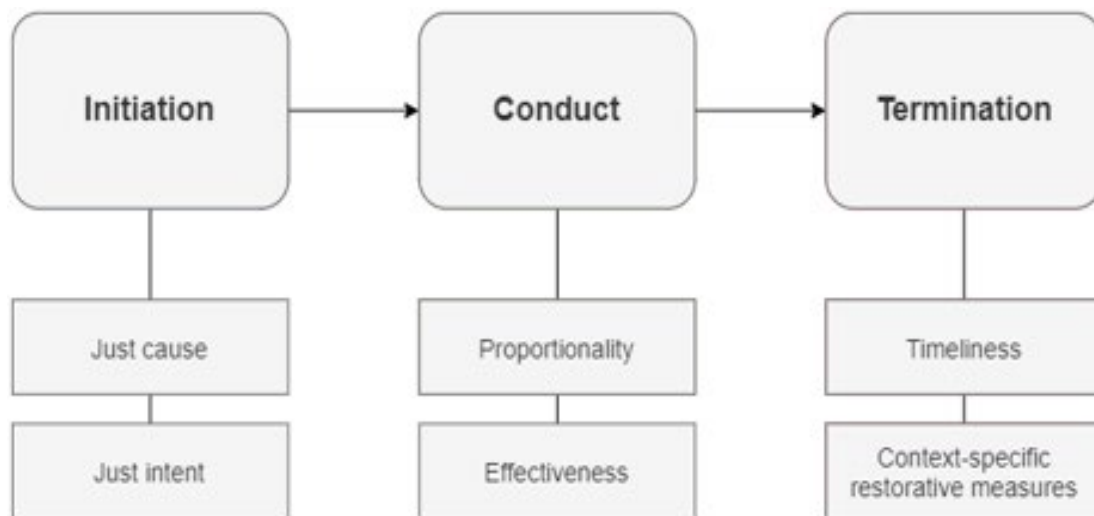 Initiation
Conduct
Termination
Just cause
Proportionality
Timeliness
Just intent
Effectiveness
Context-specific
restorative measures